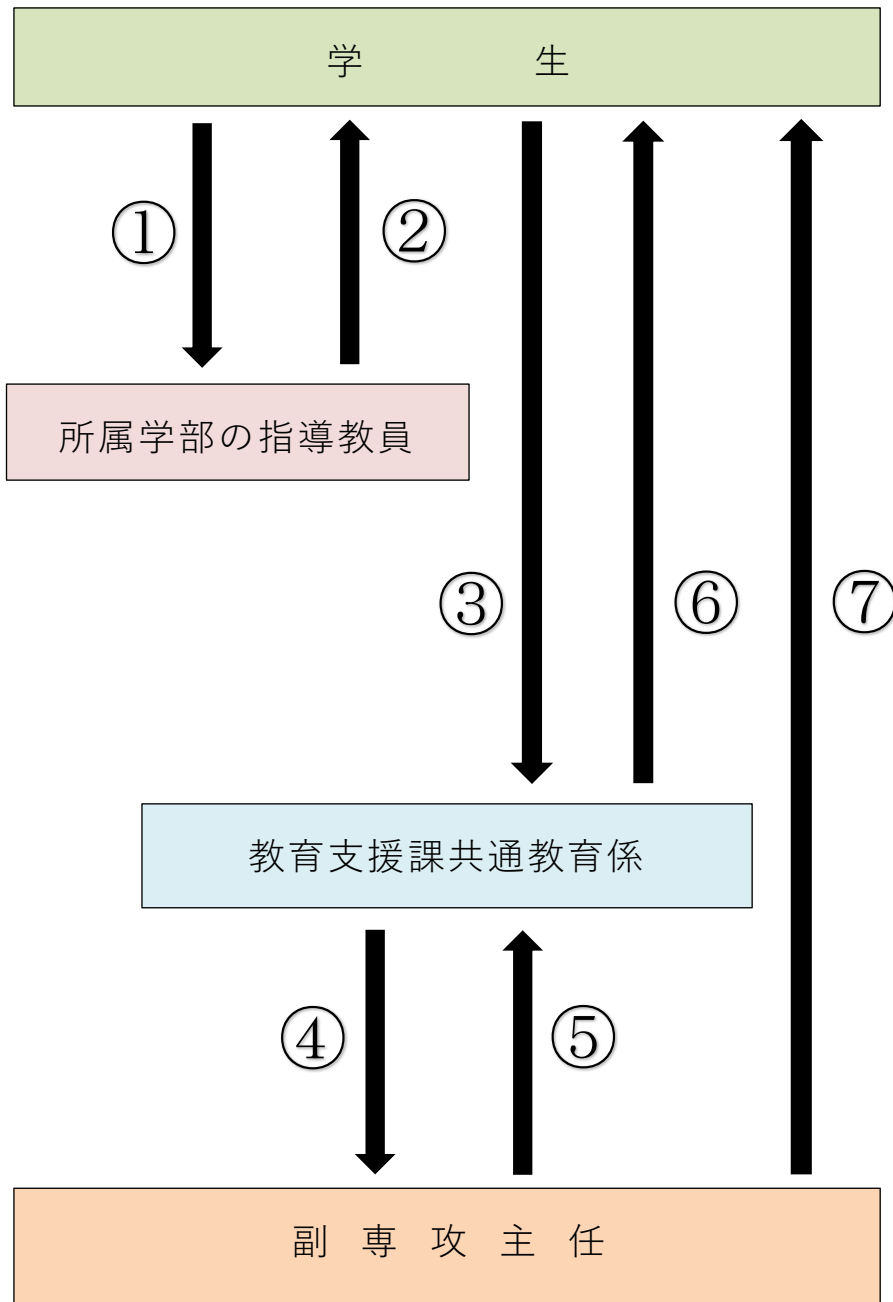 学生
①
②
所属学部の指導教員
③
⑥
⑦
教育支援課共通教育係
④
⑤
副専攻主任